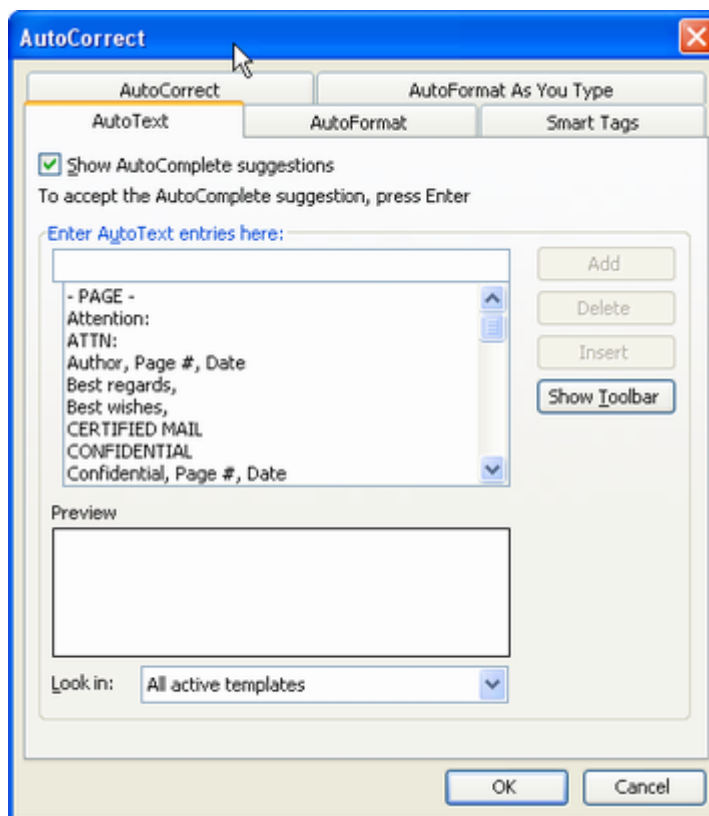 AutoCorrect
AutoCorrect AutoFormat As You Type
AutoText AutoFormat Smart Tags
Show AutoComplete suggestions
To accept the AutoComplete suggestion, press Enter
Enter AutoText entries here:
Add
- PAGE -
Attention:
ATTN:
Author, Page #, Date
Best regards,
Best wishes,
CERTIFIED MAIL
CONFIDENTIAL
Confidential, Page #, Date
Delete
Insert
Show Toolbar
Preview
Look in: All active templates
OK Cancel